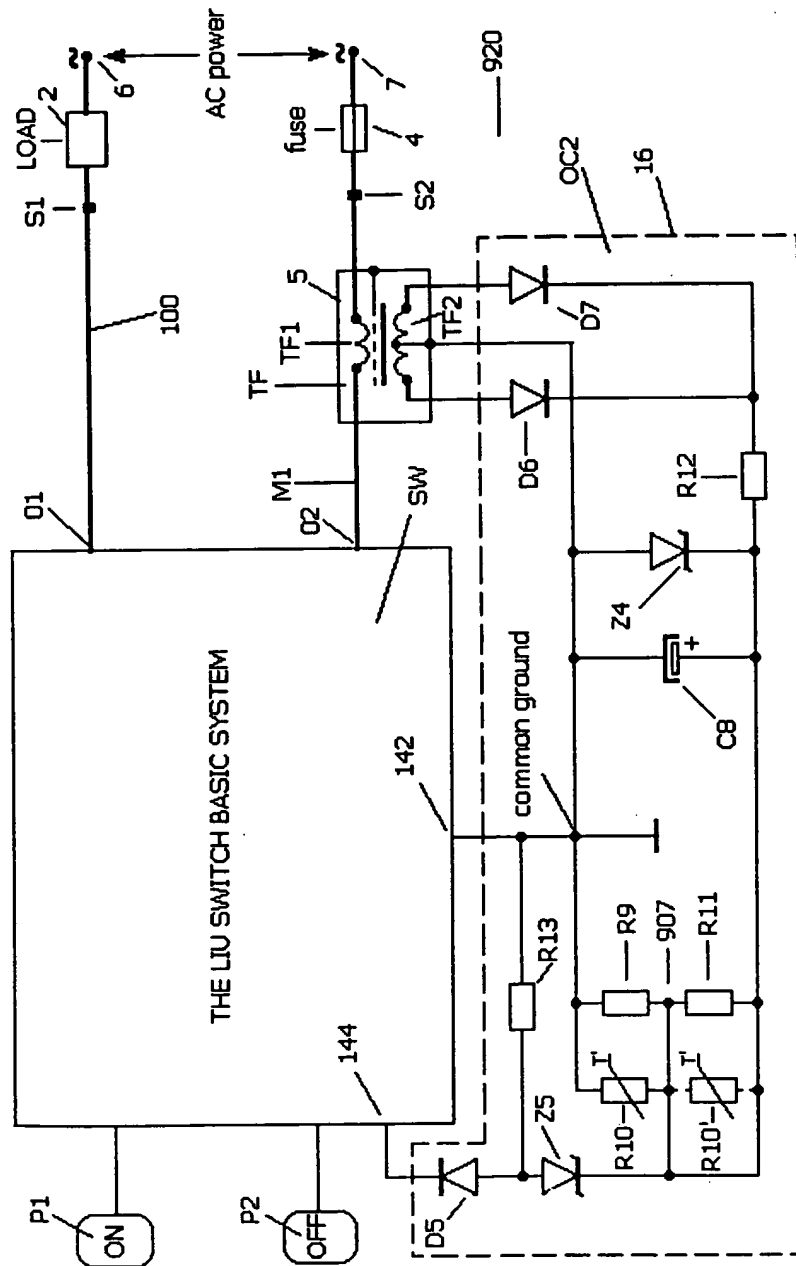 S1
LOAD
2
6
100
O1
P1
ON
AC power
THE LIU SWITCH BASIC SYSTEM
fuse
7
4
S2
5
TF
TF1
TF2
M1
O2
P2
OFF
SW
144
142
920
OC2
16
common ground
D5
R13
Z5
D6
D7
R10
T'
R9
907
R10'
T'
R11
C8
+
Z4
R12